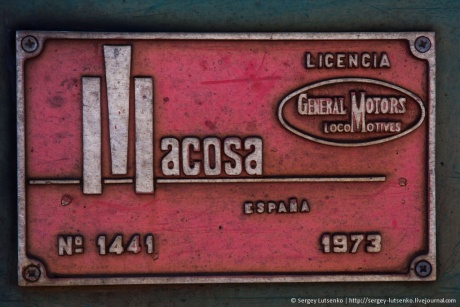 LICENCIA
GENERAL MOTORS
LOCOMOTIVES
Macosa
ESPAÑA
Nº 1441 1973
© Sergey Lutsenko | http://sergey-lutsenko.livejournal.com